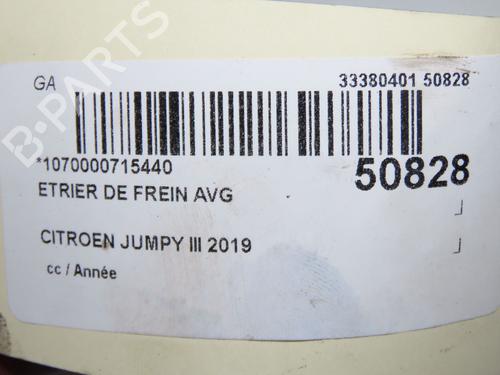 GA 33380401 50828
*1070000715440 50828
ETRIER DE FREIN AVG
CITROEN JUMPY III 2019
cc / Année
B-PARTS